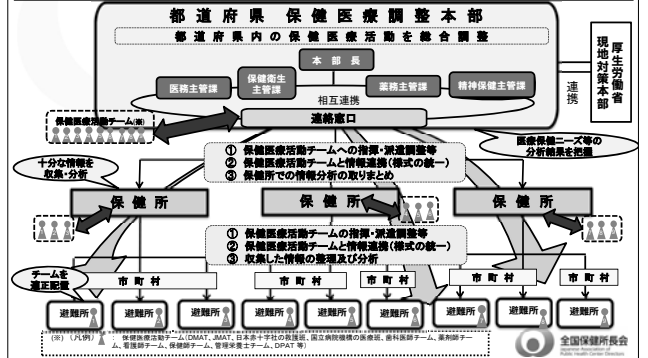 都道府県 保健医療調整本部
都道府県内の保健医療活動を総合調整
本部長
医務主管課
保健衛生
主管課
薬務主管課
精神保健主管課
相互連携
連絡窓口
厚生労働省
現地対策本部
連携
保健医療活動チーム(※)
医療保健ニーズ等の
分析結果を把握
十分な情報を
収集・分析
① 保健医療活動チームへの指揮・派遣調整等
② 保健医療活動チームと情報連携(様式の統一)
③ 保健所での情報分析の取りまとめ
保健所
保健所
保健所
① 保健医療活動チームの指揮・派遣調整等
② 保健医療活動チームと情報連携(様式の統一)
③ 収集した情報の整理及び分析
チームを
適正配置
市町村
市町村
市町村
市町村
市町村
避難所
避難所
避難所
避難所
避難所
避難所
避難所
避難所
避難所
(※)(凡例) : 保健医療活動チーム(DMAT、JMAT、日本赤十字社の救護班、国立病院機構の医療班、歯科医師チーム、薬剤師チー
ム、看護師チーム、保健師チーム、管理栄養士チーム、DPAT 等)
全国保健所長会
Japanese Association of
Public Health Center Directors